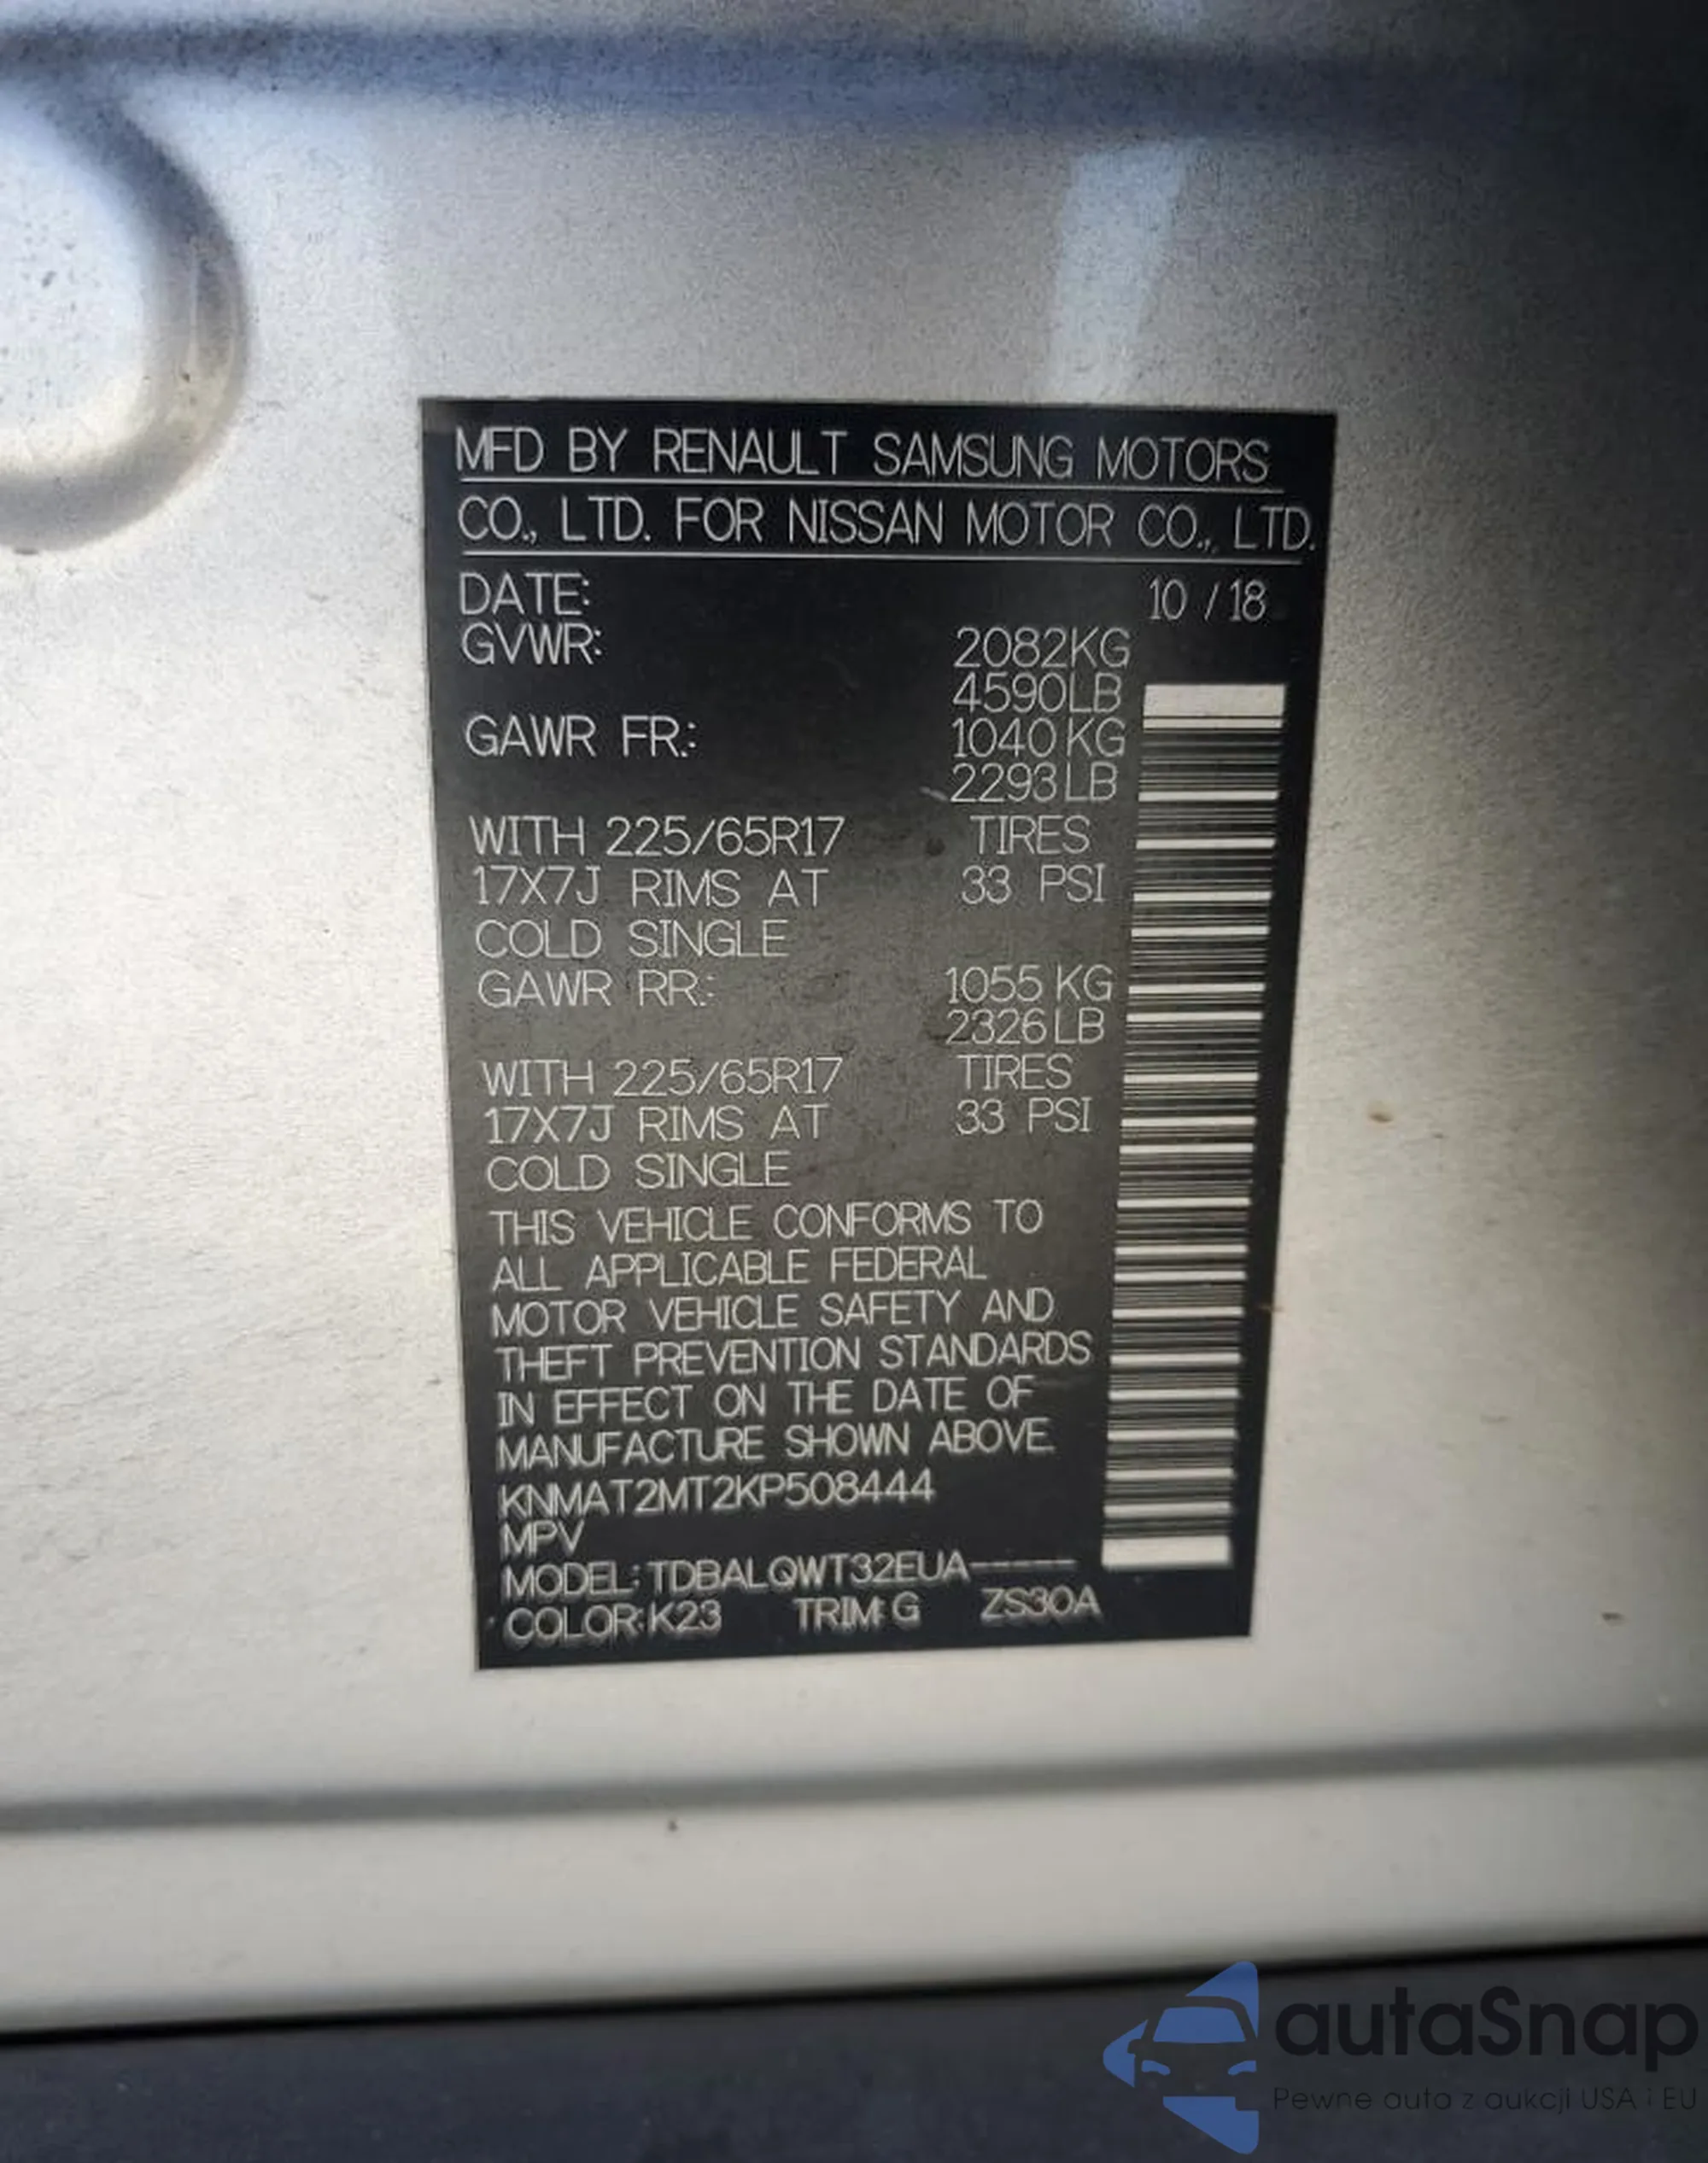 MFD BY RENAULT SAMSUNG MOTORS
CO., LTD. FOR NISSAN MOTOR CO., LTD.
DATE: 10 / 18
GVWR: 2082KG
4590LB
GAWR FR.: 1040 KG
2293LB
WITH 225/65R17 TIRES
17X7J RIMS AT 33 PSI
COLD SINGLE
GAWR RR.: 1055 KG
2326LB
WITH 225/65R17 TIRES
17X7J RIMS AT 33 PSI
COLD SINGLE
THIS VEHICLE CONFORMS TO
ALL APPLICABLE FEDERAL
MOTOR VEHICLE SAFETY AND
THEFT PREVENTION STANDARDS
IN EFFECT ON THE DATE OF
MANUFACTURE SHOWN ABOVE.
KNMAT2MT2KP508444
MPV
MODEL: TDBALQWT32EUA-----
COLOR: K23 TRIM: G ZS30A
autaSnap
Pewne auta z aukcji USA i EU